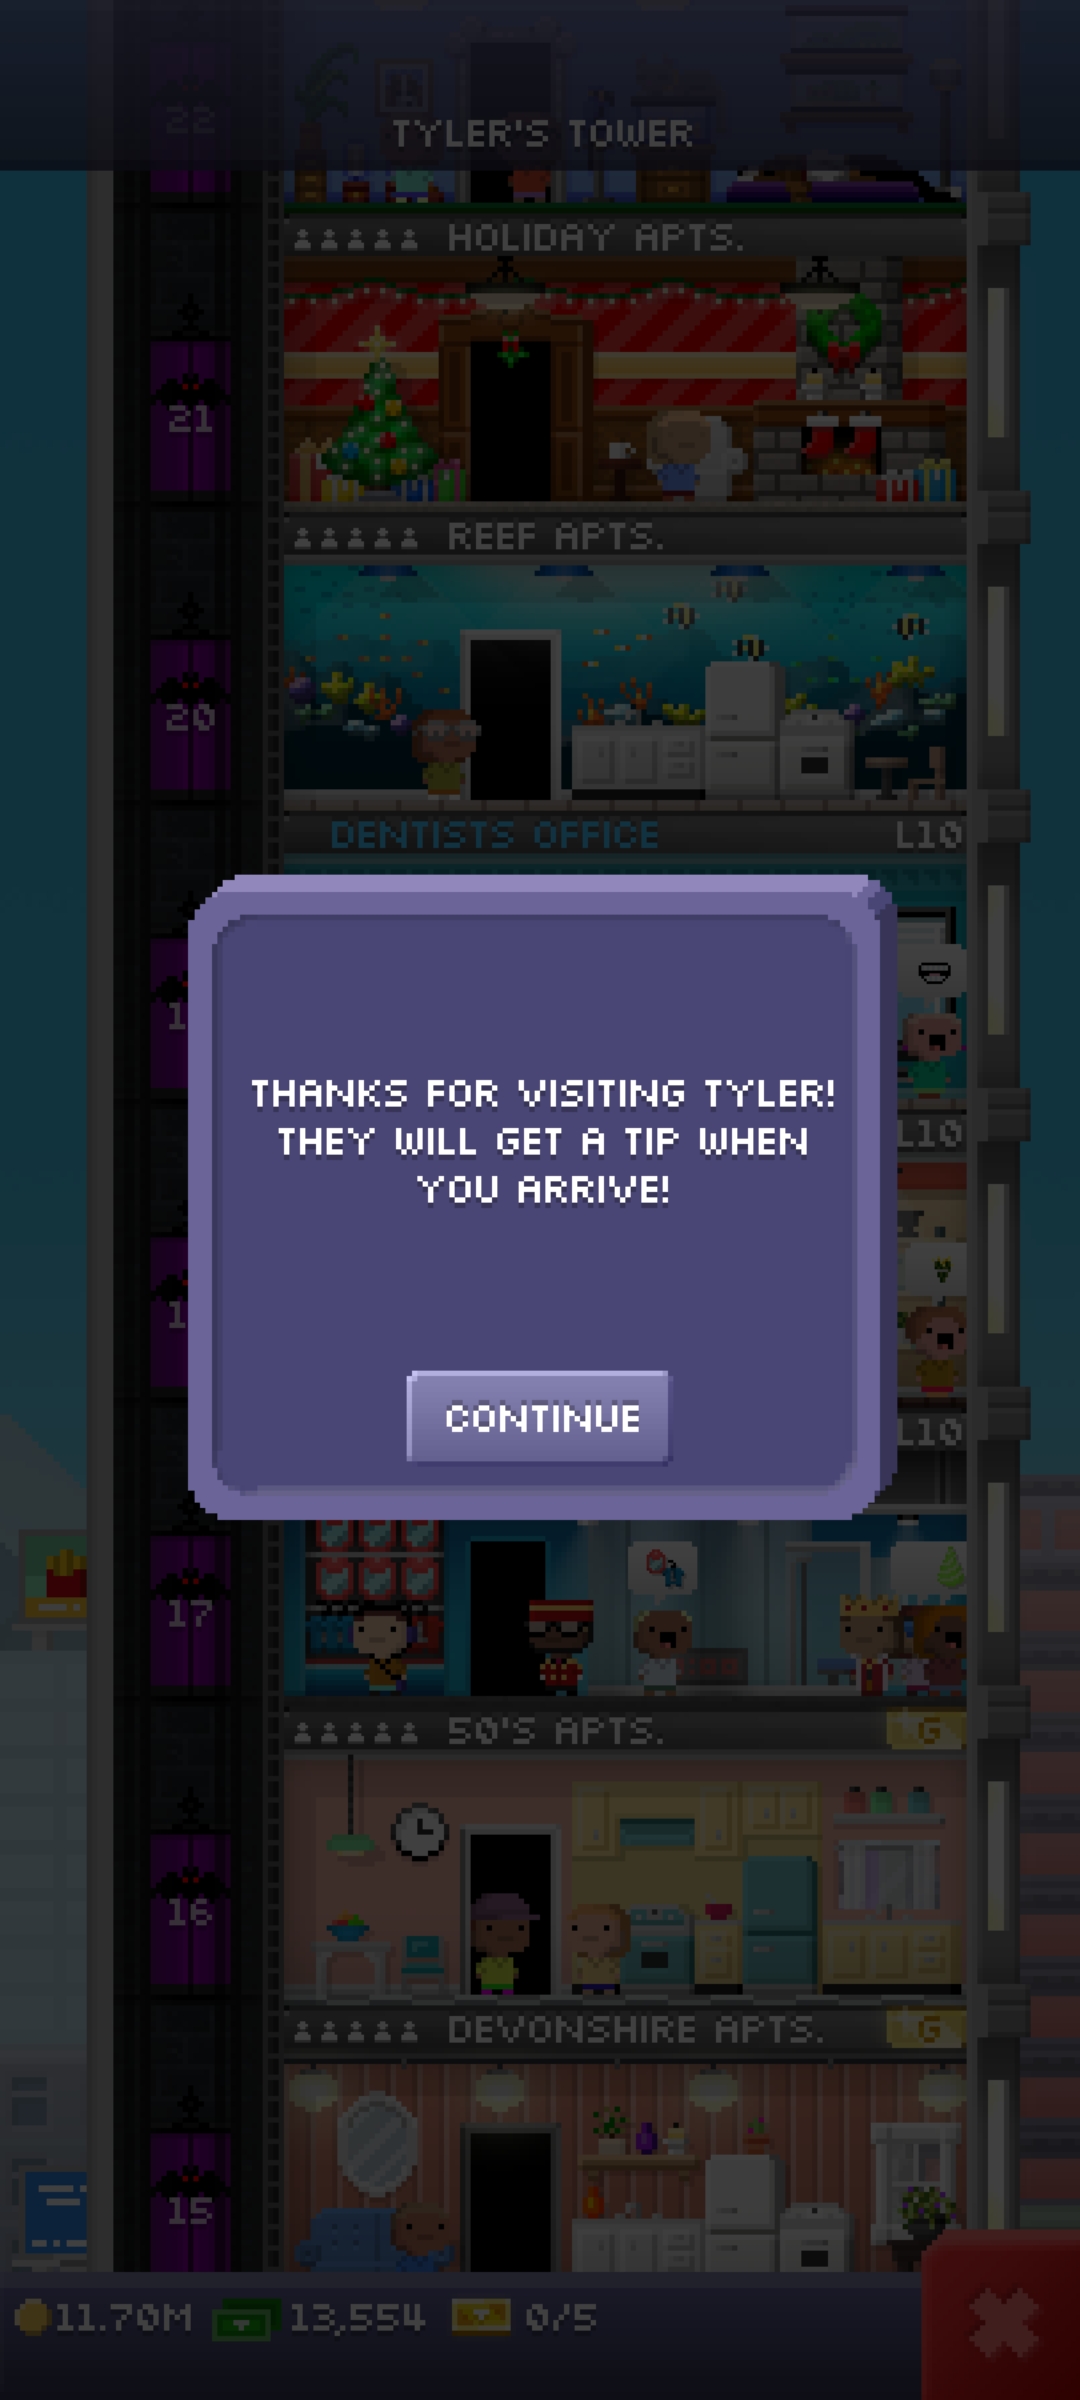 22
TYLER'S TOWER
HOLIDAY APTS.
21
REEF APTS.
20
DENTISTS OFFICE L10
1
L10
THANKS FOR VISITING TYLER!
THEY WILL GET A TIP WHEN
YOU ARRIVE!
1
L10
CONTINUE
17
50'S APTS. G
16
DEVONSHIRE APTS. G
15
11.70M 13,554 0/5